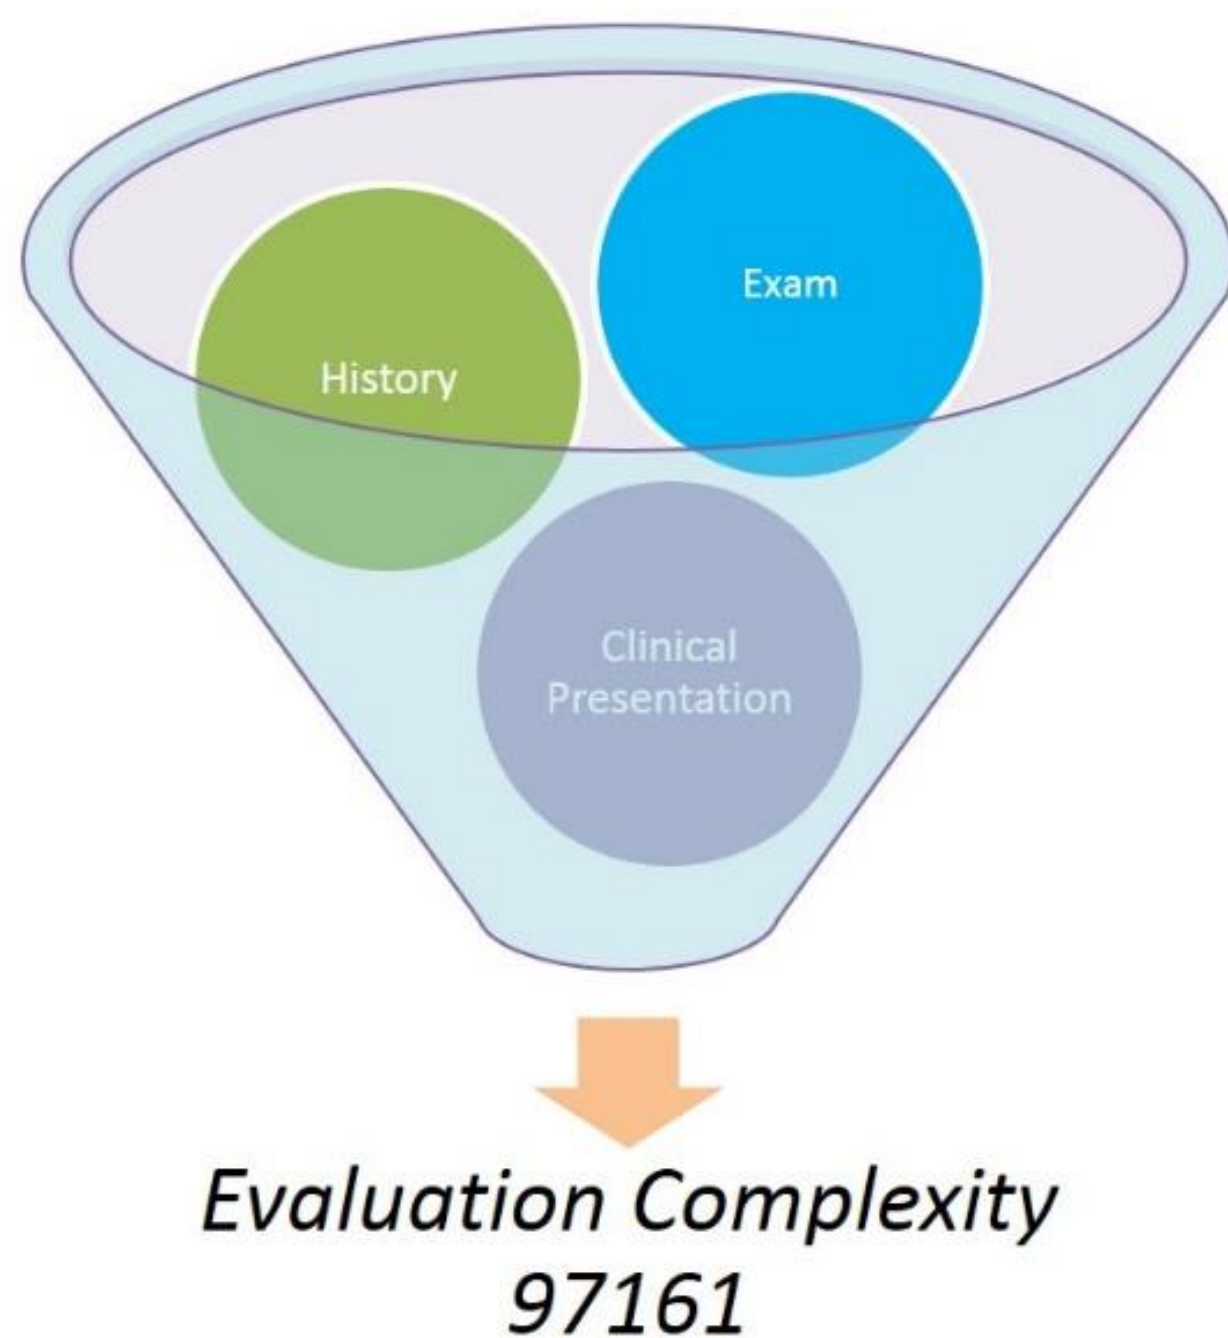 Exam
History
Clinical
Presentation
Evaluation Complexity
97161